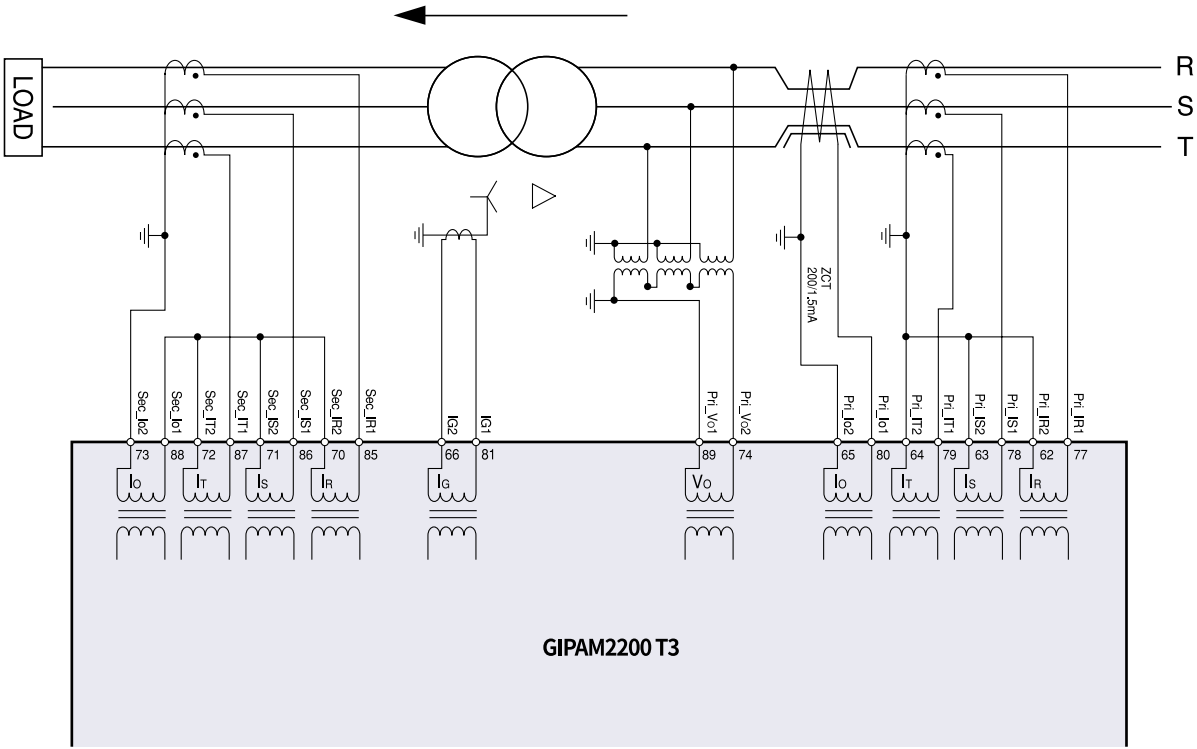 R
S
T
LOAD
ZCT
200/1.5mA
Sec_Io2
Sec_Io1
Sec_IT2
Sec_IT1
Sec_IS2
Sec_IS1
Sec_IR2
Sec_IR1
IG2
IG1
Pri_Vo1
Pri_Vo2
Pri_Io2
Pri_Io1
Pri_IT2
Pri_IT1
Pri_IS2
Pri_IS1
Pri_IR2
Pri_IR1
73 88 72 87 71 86 70 85 66 81 89 74 65 80 64 79 63 78 62 77
Io IT IS IR IG Vo Io IT IS IR
GIPAM2200 T3